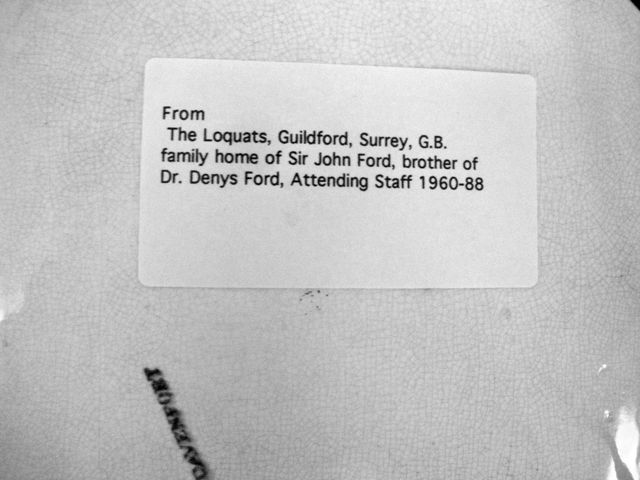 From
The Loquats, Guildford, Surrey, G.B.
family home of Sir John Ford, brother of
Dr. Denys Ford, Attending Staff 1960-88
DAVENPORT